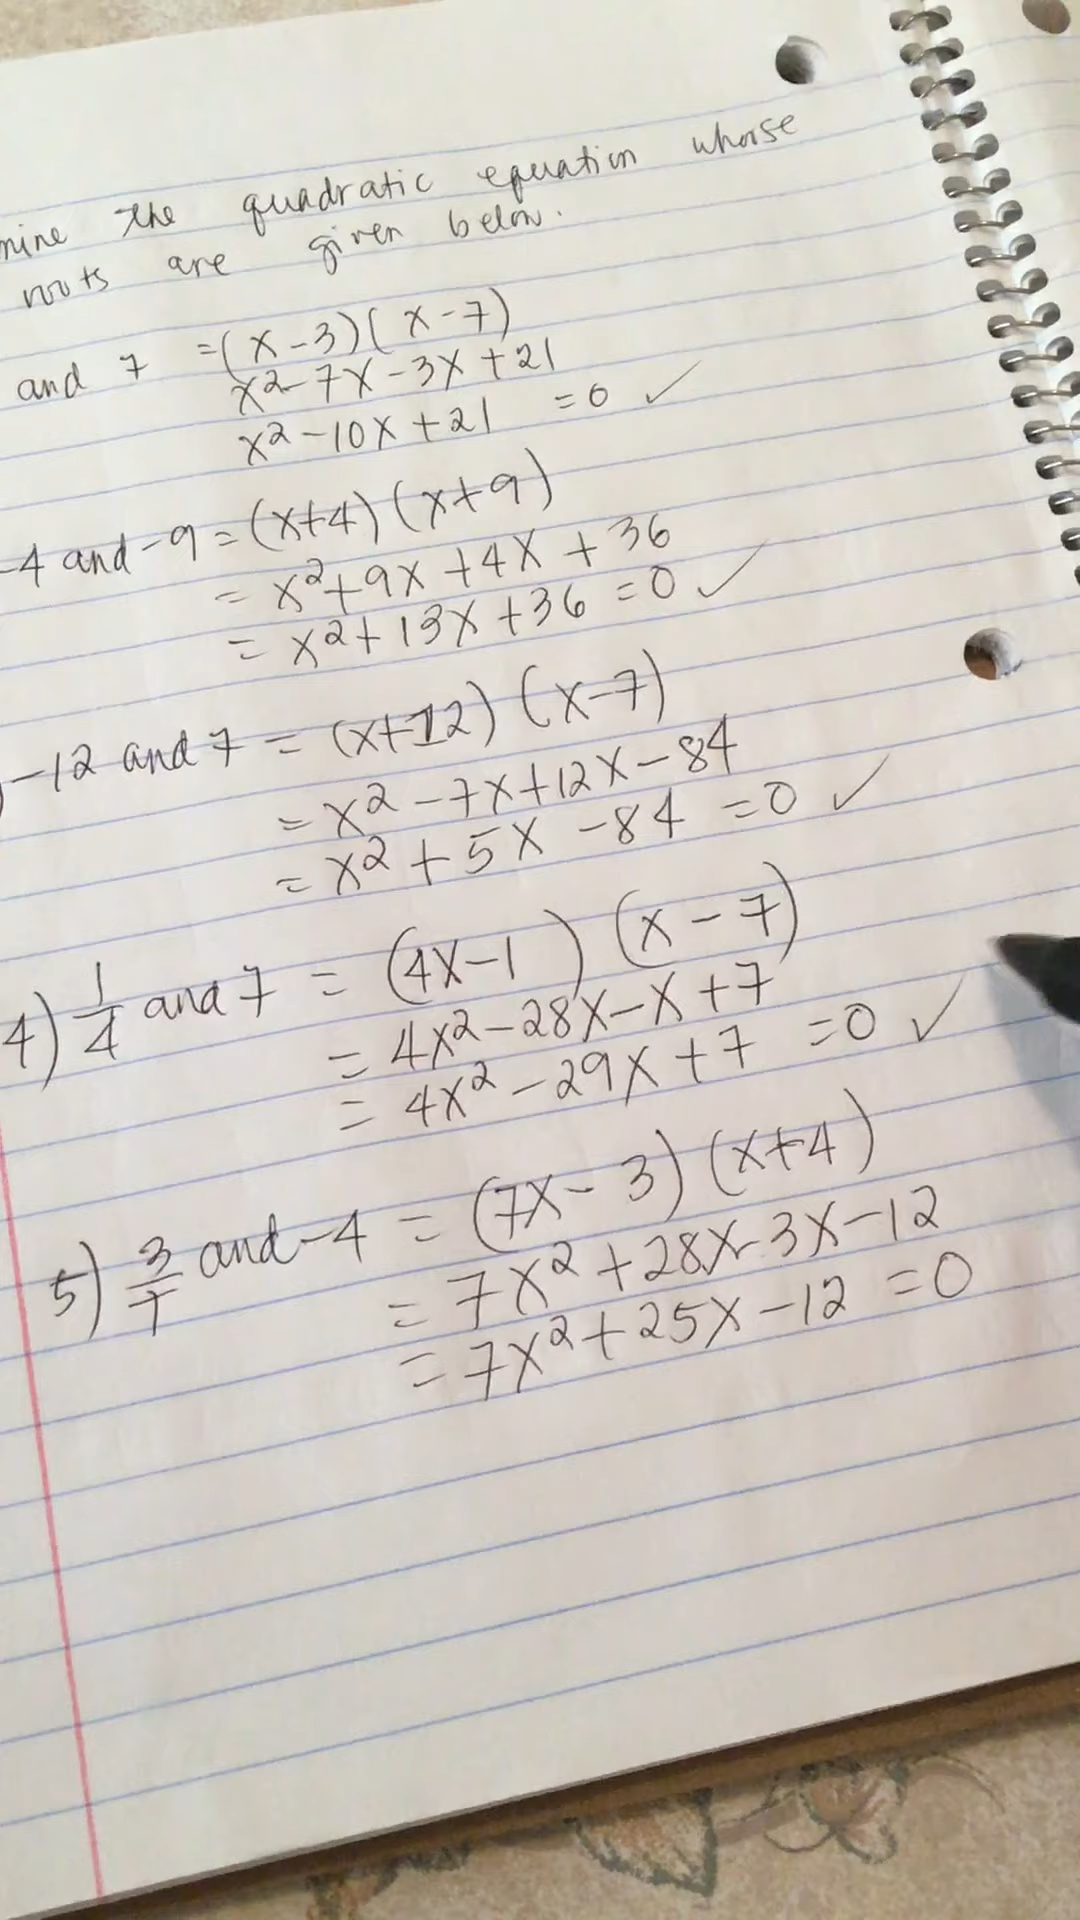 mine the quadratic equation whose
roots are given below.
and 7 =(x-3)(x-7)
x²-7x-3x+21
x²-10x+21 =0 ✓
-4 and -9 = (x+4)(x+9)
= x²+9x+4x+36
= x²+13x+36=0 ✓
) -12 and 7 = (x+12)(x-7)
= x²-7x+12x-84
= x²+5x-84 =0 ✓
4) 1/4 and 7 = (4x-1)(x-7)
= 4x²-28x-x+7
= 4x²-29x+7 =0 ✓
5) 3/7 and -4 = (7x-3)(x+4)
= 7x²+28x-3x-12
= 7x²+25x-12 =0